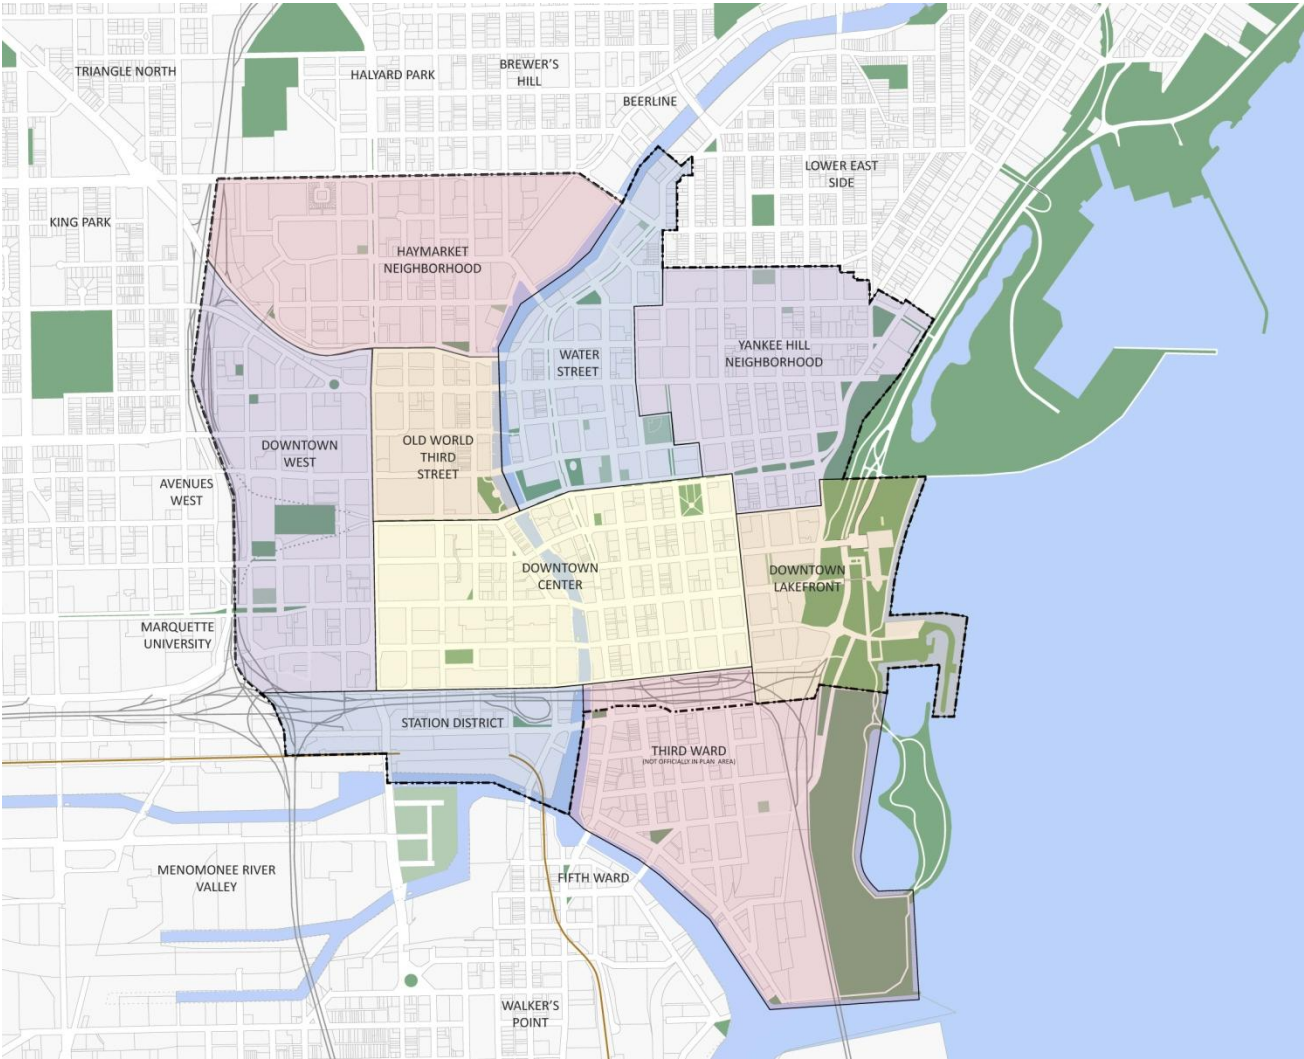 TRIANGLE NORTH
HALYARD PARK
BREWER'S
HILL
BEERLINE
LOWER EAST
SIDE
KING PARK
HAYMARKET
NEIGHBORHOOD
WATER
STREET
YANKEE HILL
NEIGHBORHOOD
DOWNTOWN
WEST
OLD WORLD
THIRD
STREET
AVENUES
WEST
DOWNTOWN
CENTER
DOWNTOWN
LAKEFRONT
MARQUETTE
UNIVERSITY
STATION DISTRICT
THIRD WARD
(NOT OFFICIALLY IN PLAN AREA)
MENOMONEE RIVER
VALLEY
FIFTH WARD
WALKER'S
POINT